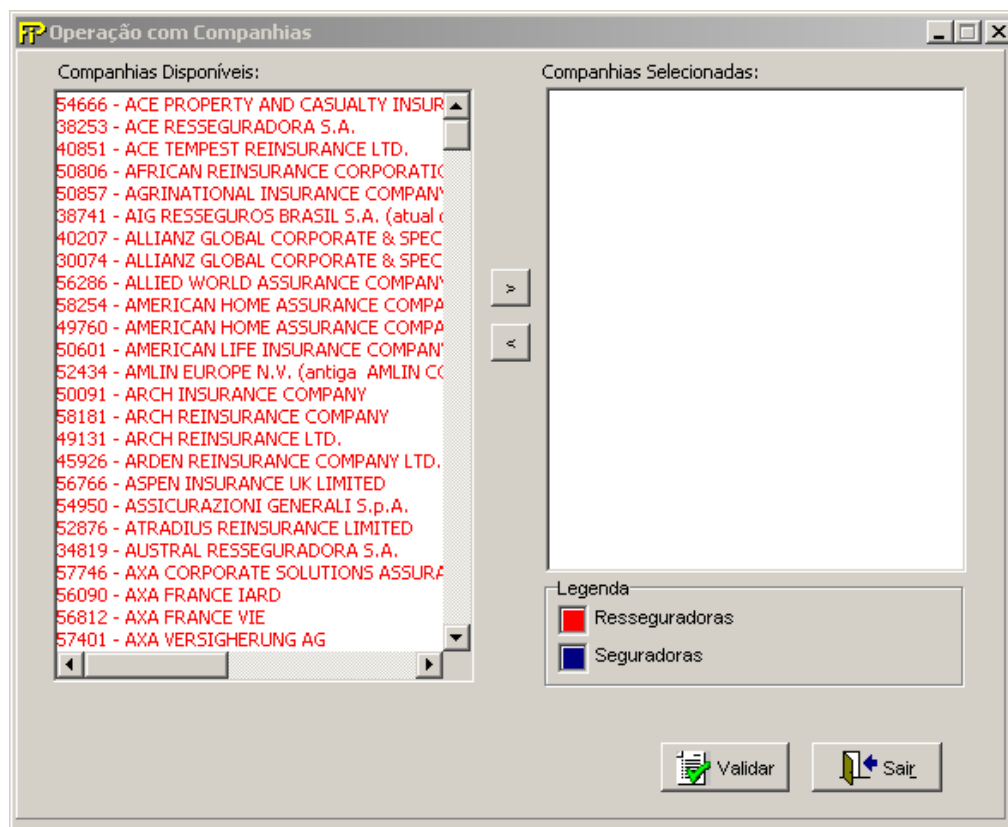 Operação com Companhias
Companhias Disponíveis:
54666 - ACE PROPERTY AND CASUALTY INSUR
38253 - ACE RESSEGURADORA S.A.
40851 - ACE TEMPEST REINSURANCE LTD.
50806 - AFRICAN REINSURANCE CORPORATIO
50857 - AGRINATIONAL INSURANCE COMPANY
38741 - AIG RESSEGUROS BRASIL S.A. (atual d
40207 - ALLIANZ GLOBAL CORPORATE & SPEC
30074 - ALLIANZ GLOBAL CORPORATE & SPEC
56286 - ALLIED WORLD ASSURANCE COMPANY
58254 - AMERICAN HOME ASSURANCE COMPA
49760 - AMERICAN HOME ASSURANCE COMPA
50601 - AMERICAN LIFE INSURANCE COMPAN
52434 - AMLIN EUROPE N.V. (antiga  AMLIN CO
50091 - ARCH INSURANCE COMPANY
58181 - ARCH REINSURANCE COMPANY
49131 - ARCH REINSURANCE LTD.
45926 - ARDEN REINSURANCE COMPANY LTD.
56766 - ASPEN INSURANCE UK LIMITED
54950 - ASSICURAZIONI GENERALI S.p.A.
52876 - ATRADIUS REINSURANCE LIMITED
34819 - AUSTRAL RESSEGURADORA S.A.
57746 - AXA CORPORATE SOLUTIONS ASSURA
56090 - AXA FRANCE IARD
56812 - AXA FRANCE VIE
57401 - AXA VERSIGHERUNG AG
>
<
Companhias Selecionadas:
Legenda
Resseguradoras
Seguradoras
Validar
Sair